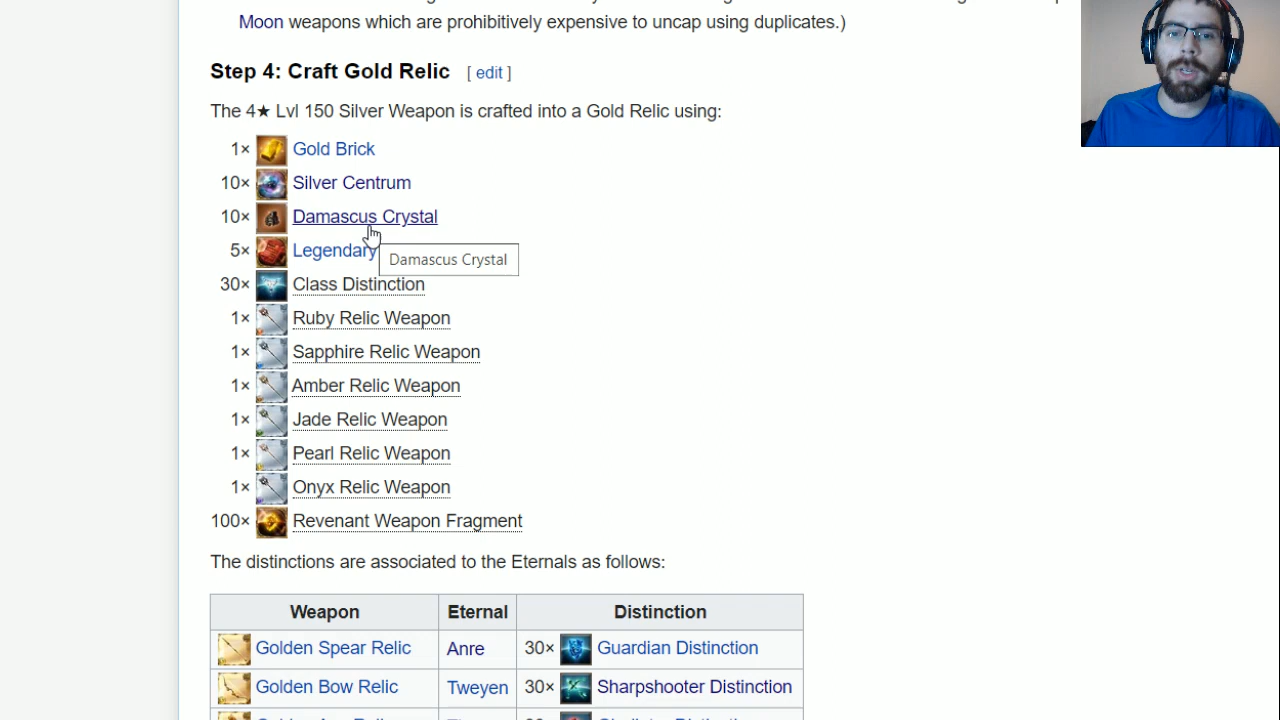 Moon weapons which are prohibitively expensive to uncap using duplicates.)
Step 4: Craft Gold Relic [ edit ]
The 4★ Lvl 150 Silver Weapon is crafted into a Gold Relic using:
1× Gold Brick
10× Silver Centrum
10× Damascus Crystal
5× Legendary
Damascus Crystal
30× Class Distinction
1× Ruby Relic Weapon
1× Sapphire Relic Weapon
1× Amber Relic Weapon
1× Jade Relic Weapon
1× Pearl Relic Weapon
1× Onyx Relic Weapon
100× Revenant Weapon Fragment
The distinctions are associated to the Eternals as follows:
Weapon Eternal Distinction
Golden Spear Relic Anre 30× Guardian Distinction
Golden Bow Relic Tweyen 30× Sharpshooter Distinction